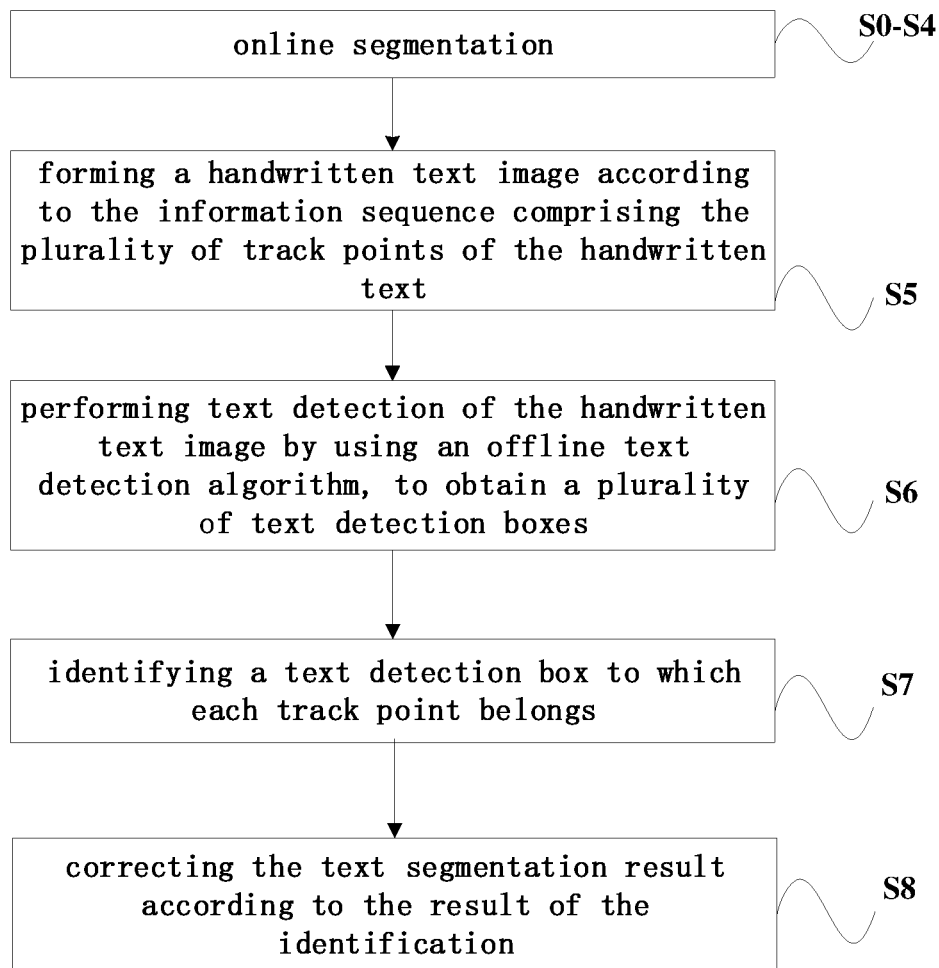 online segmentation
S0-S4
forming a handwritten text image according
to the information sequence comprising the
plurality of track points of the handwritten
text
S5
performing text detection of the handwritten
text image by using an offline text
detection algorithm, to obtain a plurality
of text detection boxes
S6
identifying a text detection box to which
each track point belongs
S7
correcting the text segmentation result
according to the result of the
identification
S8